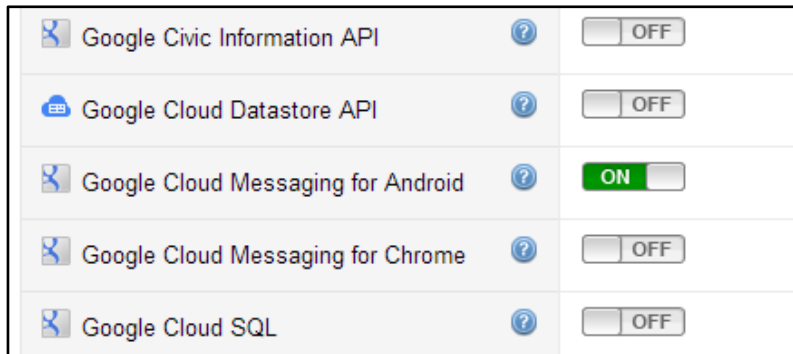 Google Civic Information API ? OFF
Google Cloud Datastore API ? OFF
Google Cloud Messaging for Android ? ON
Google Cloud Messaging for Chrome ? OFF
Google Cloud SQL ? OFF